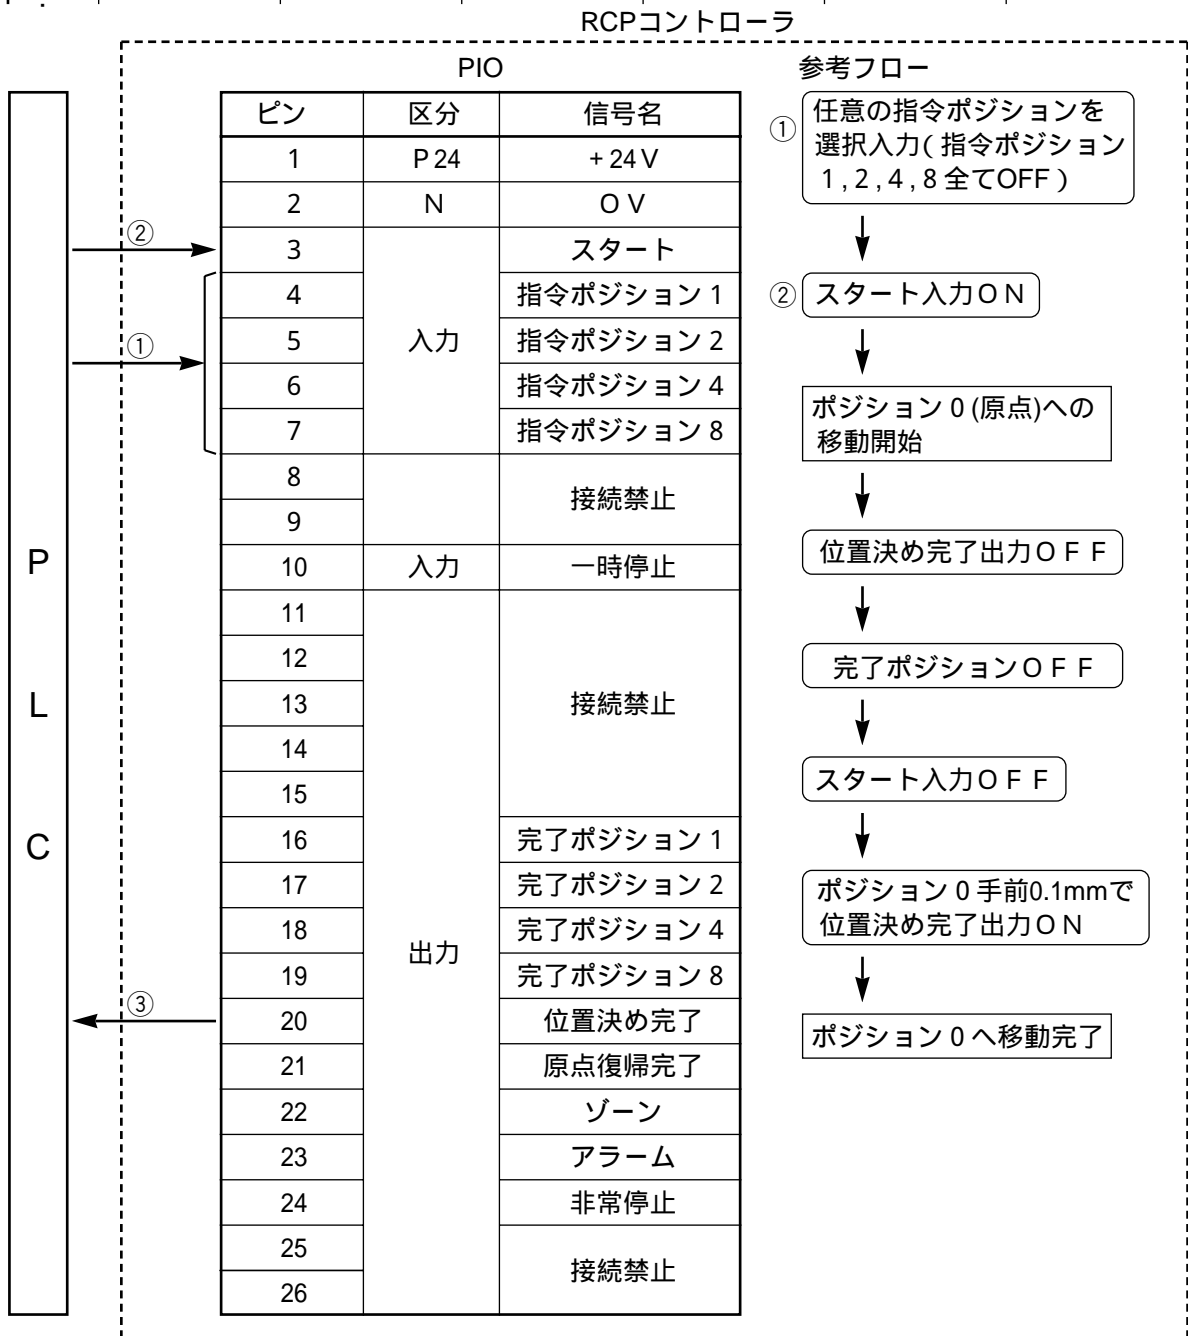 RCPコントローラ
PIO
参考フロー
ピン 区分 信号名
1 P24 +24V
2 N OV
3 スタート
4 指令ポジション1
5 入力 指令ポジション2
6 指令ポジション4
7 指令ポジション8
8
接続禁止
9
10 入力 一時停止
11
12
13 接続禁止
14
15
16 完了ポジション1
17 完了ポジション2
18 完了ポジション4
出力
19 完了ポジション8
20 位置決め完了
21 原点復帰完了
22 ゾーン
23 アラーム
24 非常停止
25
接続禁止
26
P
L
C
②
①
③
① 任意の指令ポジションを
選択入力(指令ポジション
1,2,4,8全てOFF)
② スタート入力ON
ポジション0(原点)への
移動開始
位置決め完了出力OFF
完了ポジションOFF
スタート入力OFF
ポジション0手前0.1mmで
位置決め完了出力ON
ポジション0へ移動完了